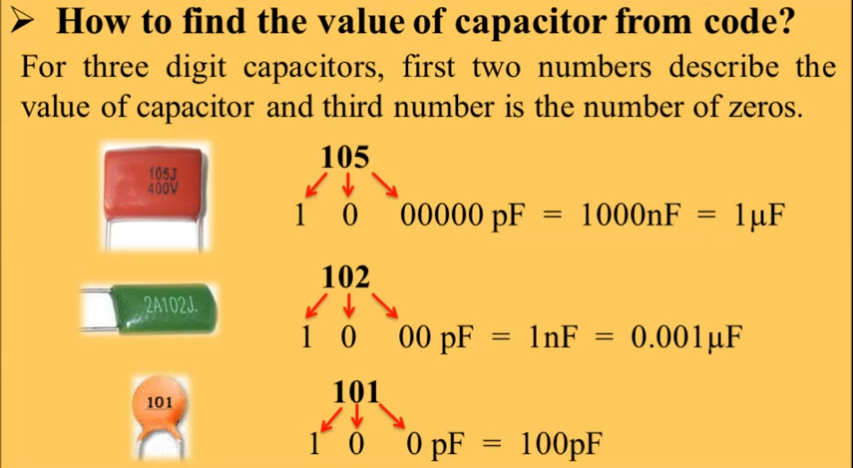 ➤ How to find the value of capacitor from code?
For three digit capacitors, first two numbers describe the
value of capacitor and third number is the number of zeros.
105J
400V
105
1 0 00000 pF = 1000nF = 1µF
2A102J.
102
1 0 00 pF = 1nF = 0.001µF
101
101
1 0 0 pF = 100pF